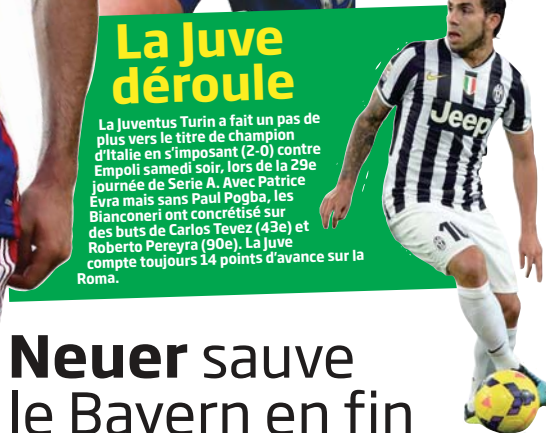 La Juve
déroule
La Juventus Turin a fait un pas de
plus vers le titre de champion
d'Italie en s'imposant (2-0) contre
Empoli samedi soir, lors de la 29e
journée de Serie A. Avec Patrice
Evra mais sans Paul Pogba, les
Bianconeri ont concrétisé sur
des buts de Carlos Tevez (43e) et
Roberto Pereyra (90e). La Juve
compte toujours 14 points d'avance sur la
Roma.
Jeep
10
Neuer sauve
le Bayern en fin